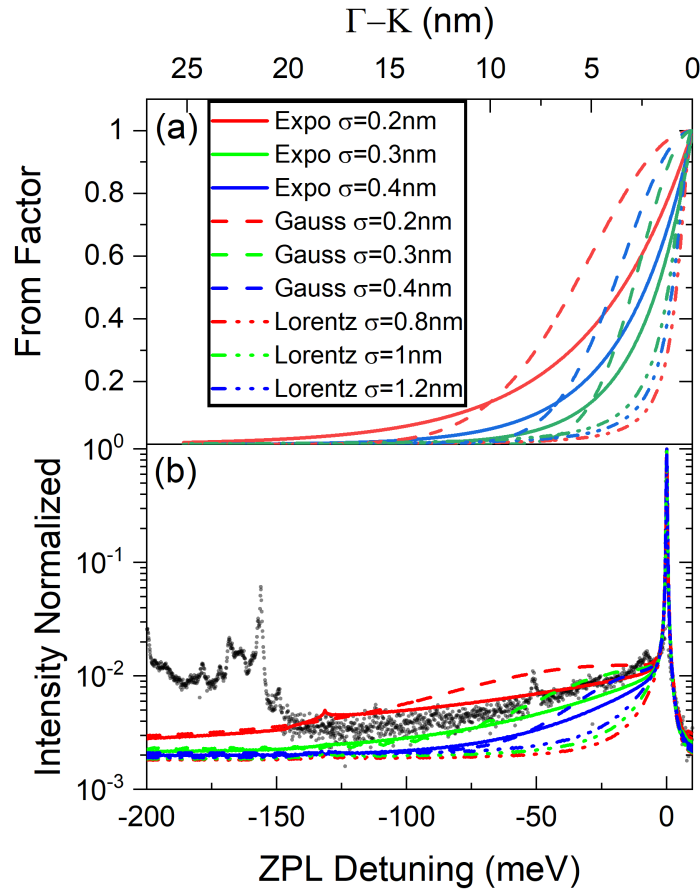 Γ–K (nm)
25 20 15 10 5 0
(a)
Expo σ=0.2nm
Expo σ=0.3nm
Expo σ=0.4nm
Gauss σ=0.2nm
Gauss σ=0.3nm
Gauss σ=0.4nm
Lorentz σ=0.8nm
Lorentz σ=1nm
Lorentz σ=1.2nm
From Factor
1
0.8
0.6
0.4
0.2
(b)
Intensity Normalized
10⁰
10⁻¹
10⁻²
10⁻³
-200 -150 -100 -50 0
ZPL Detuning (meV)